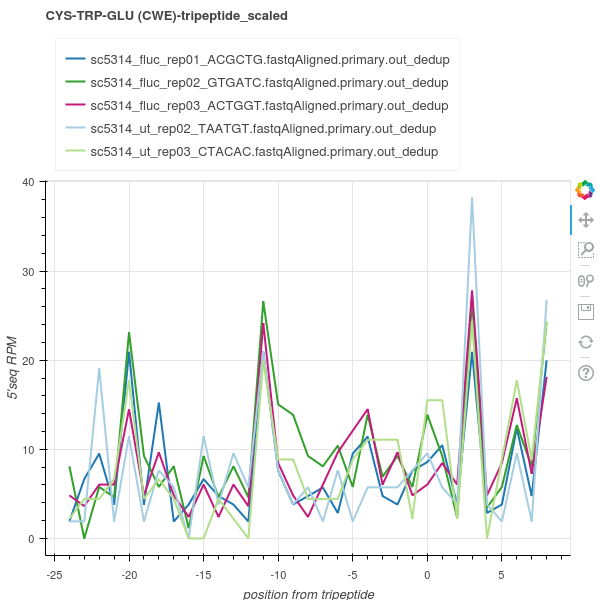 CYS-TRP-GLU (CWE)-tripeptide_scaled
sc5314_fluc_rep01_ACGCTG.fastqAligned.primary.out_dedup
sc5314_fluc_rep02_GTGATC.fastqAligned.primary.out_dedup
sc5314_fluc_rep03_ACTGGT.fastqAligned.primary.out_dedup
sc5314_ut_rep02_TAATGT.fastqAligned.primary.out_dedup
sc5314_ut_rep03_CTACAC.fastqAligned.primary.out_dedup
40
30
20
10
0
5'seq RPM
-25 -20 -15 -10 -5 0 5
position from tripeptide
?